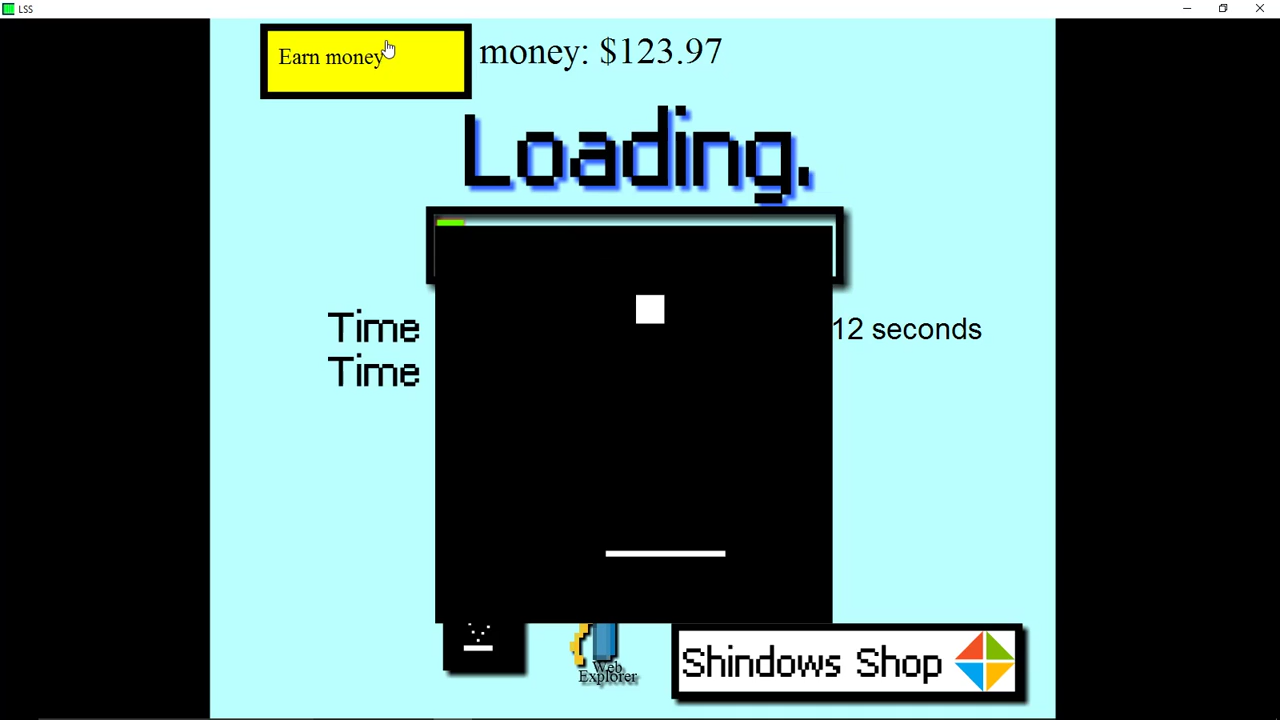 LSS
Earn money
money: $123.97
Loading.
Time
12 seconds
Time
Web
Explorer
Shindows Shop